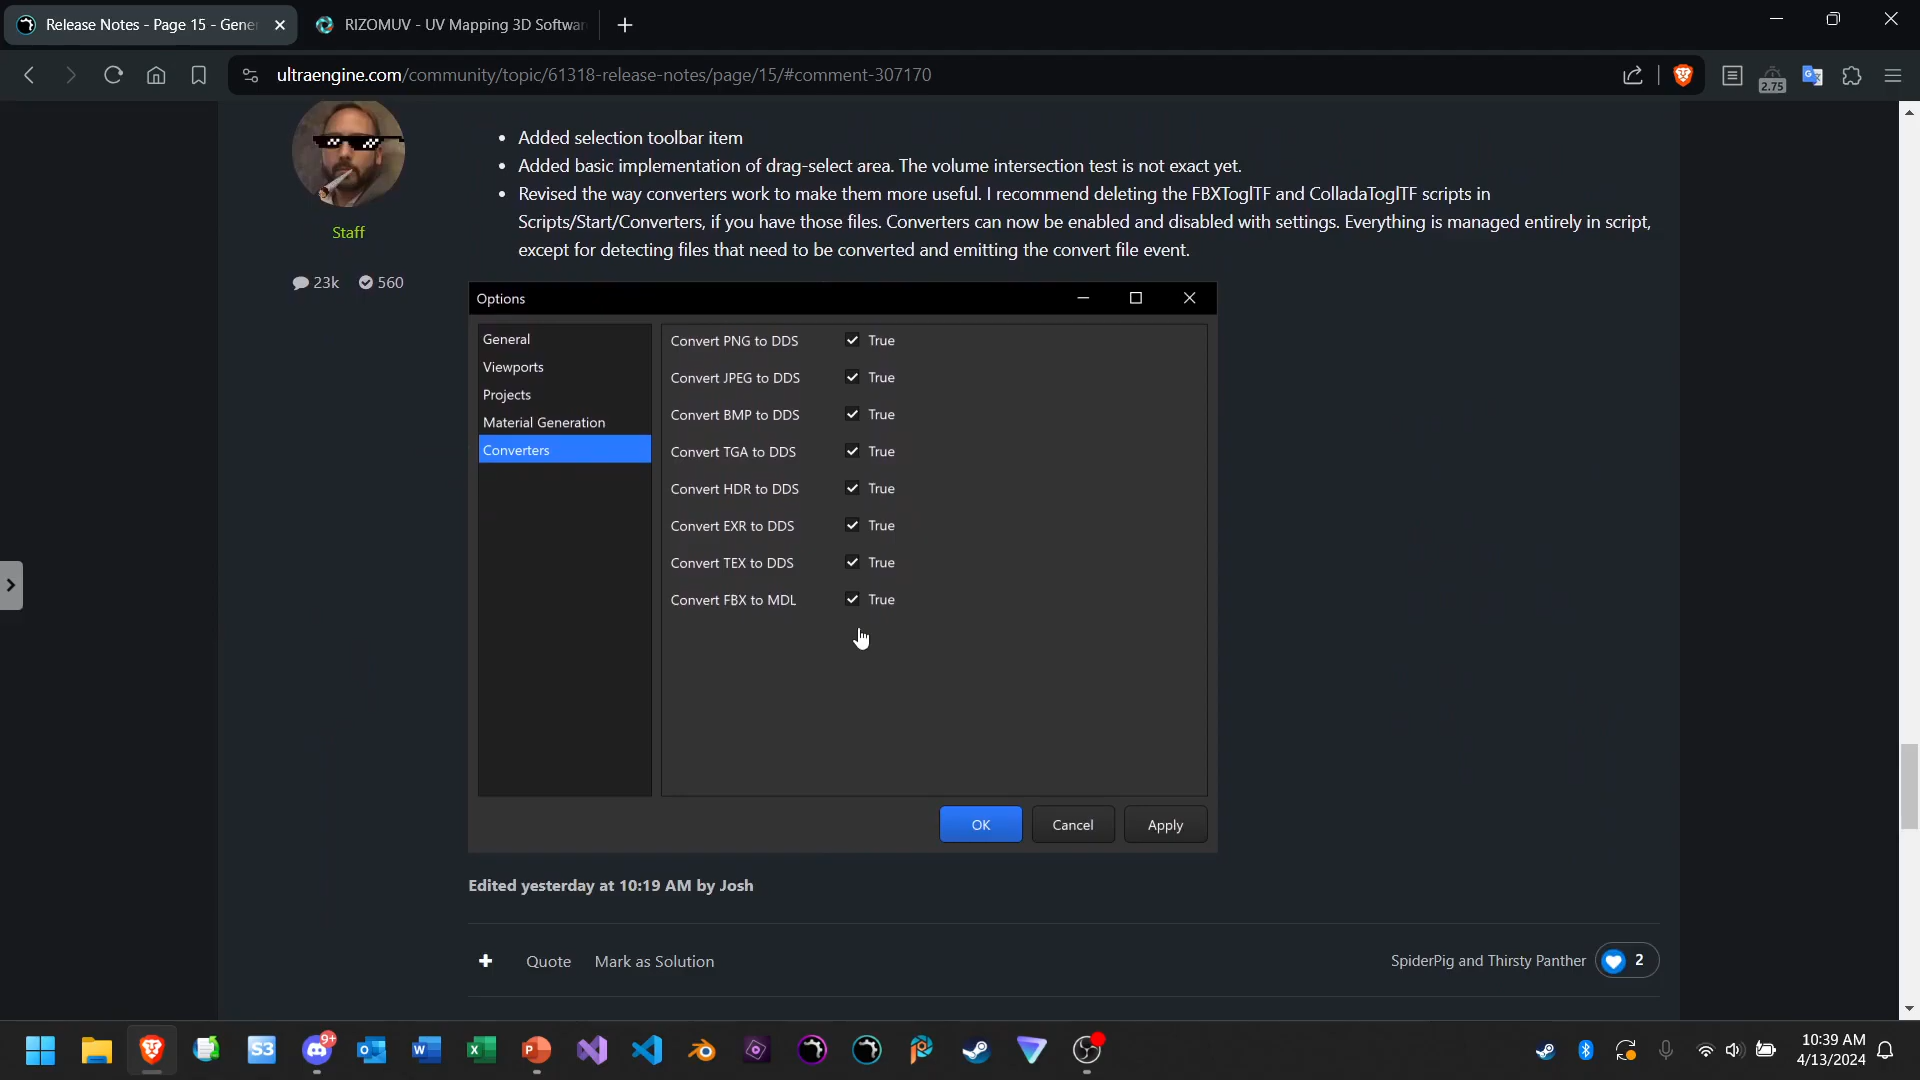 Release Notes - Page 15 - Gene
RIZOMUV - UV Mapping 3D Softwar
ultraengine.com/community/topic/61318-release-notes/page/15/#comment-307170
2.75
Added selection toolbar item
Added basic implementation of drag-select area. The volume intersection test is not exact yet.
Revised the way converters work to make them more useful. I recommend deleting the FBXToglTF and ColladaToglTF scripts in
Scripts/Start/Converters, if you have those files. Converters can now be enabled and disabled with settings. Everything is managed entirely in script,
except for detecting files that need to be converted and emitting the convert file event.
Staff
23k 560
Options
General
Viewports
Projects
Material Generation
Converters
Convert PNG to DDS True
Convert JPEG to DDS True
Convert BMP to DDS True
Convert TGA to DDS True
Convert HDR to DDS True
Convert EXR to DDS True
Convert TEX to DDS True
Convert FBX to MDL True
OK Cancel Apply
Edited yesterday at 10:19 AM by Josh
Quote Mark as Solution
SpiderPig and Thirsty Panther 2
S3
9+
10:39 AM
4/13/2024